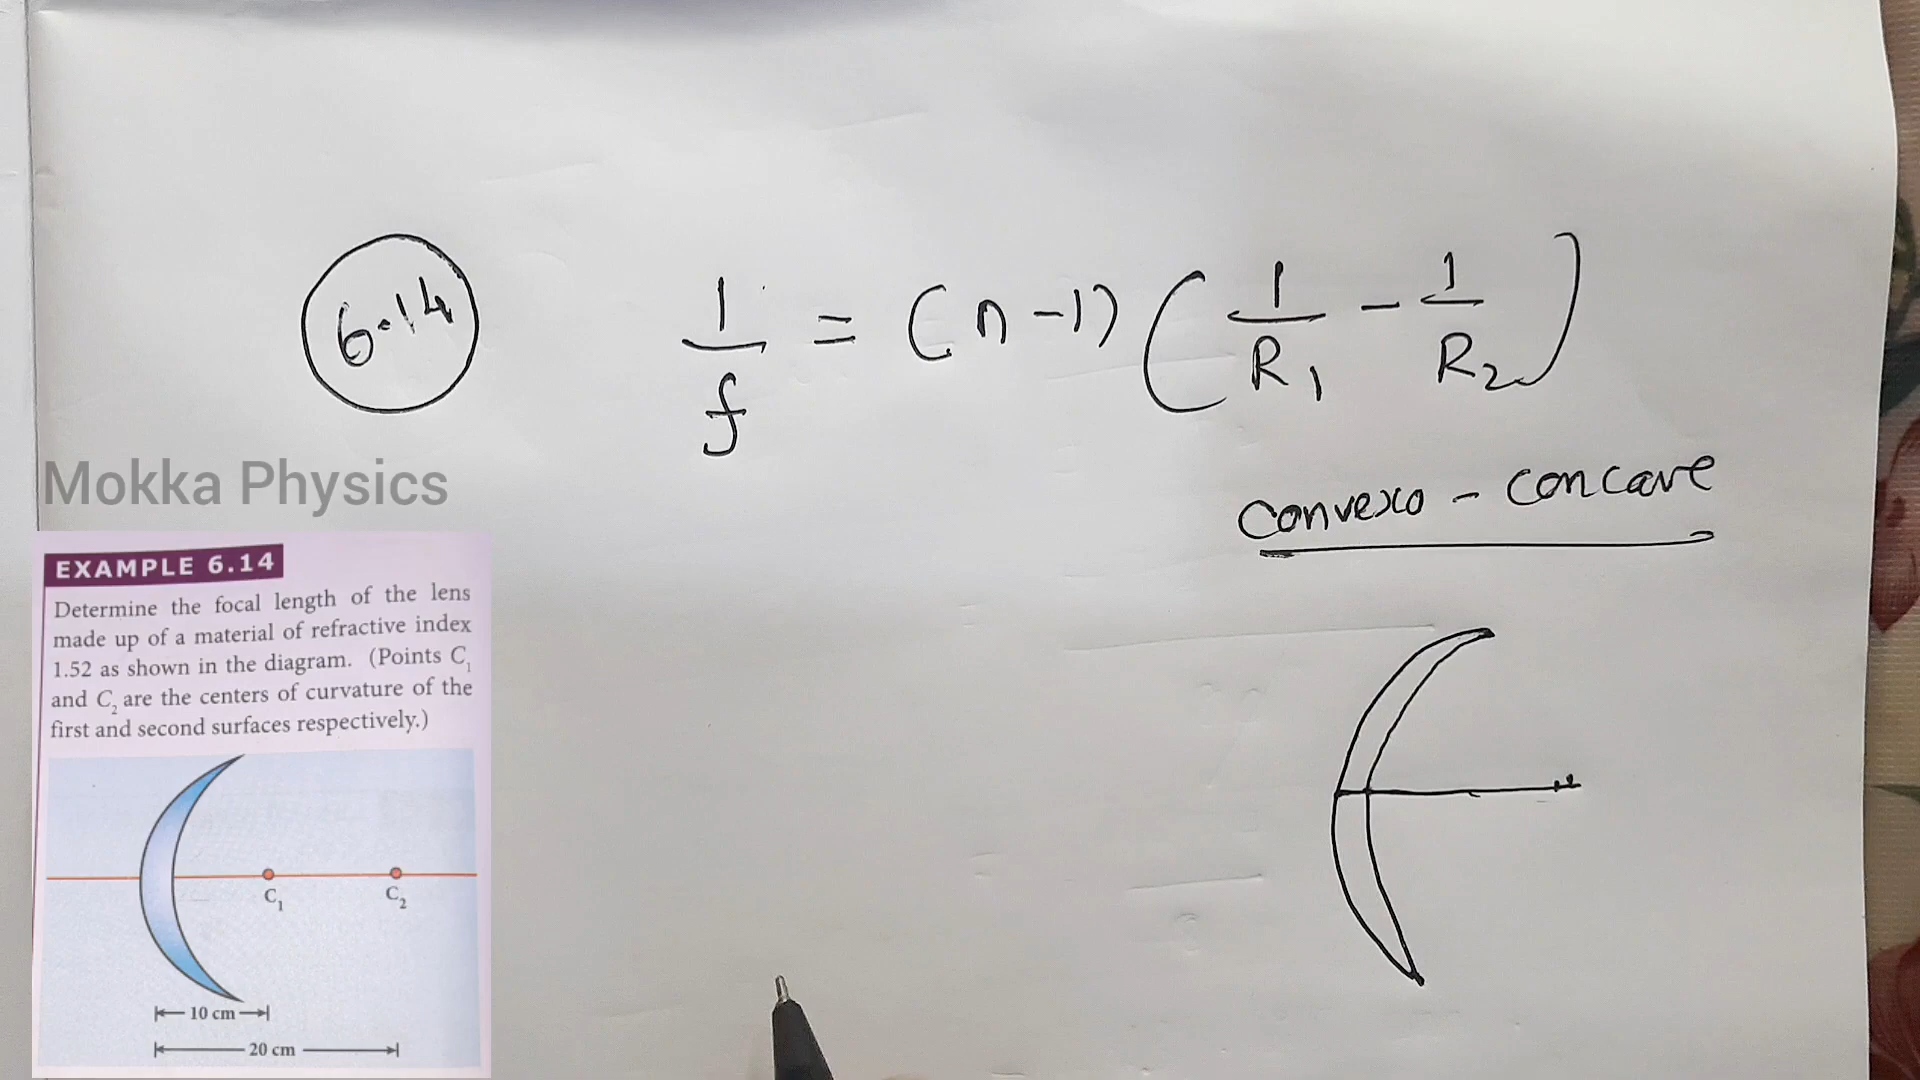 6.14
1/f = (n-1) (1/R₁ - 1/R₂)
Convexo - Concave
Mokka Physics
EXAMPLE 6.14
Determine the focal length of the lens
made up of a material of refractive index
1.52 as shown in the diagram. (Points C₁
and C₂ are the centers of curvature of the
first and second surfaces respectively.)
C₁ C₂
10 cm
20 cm